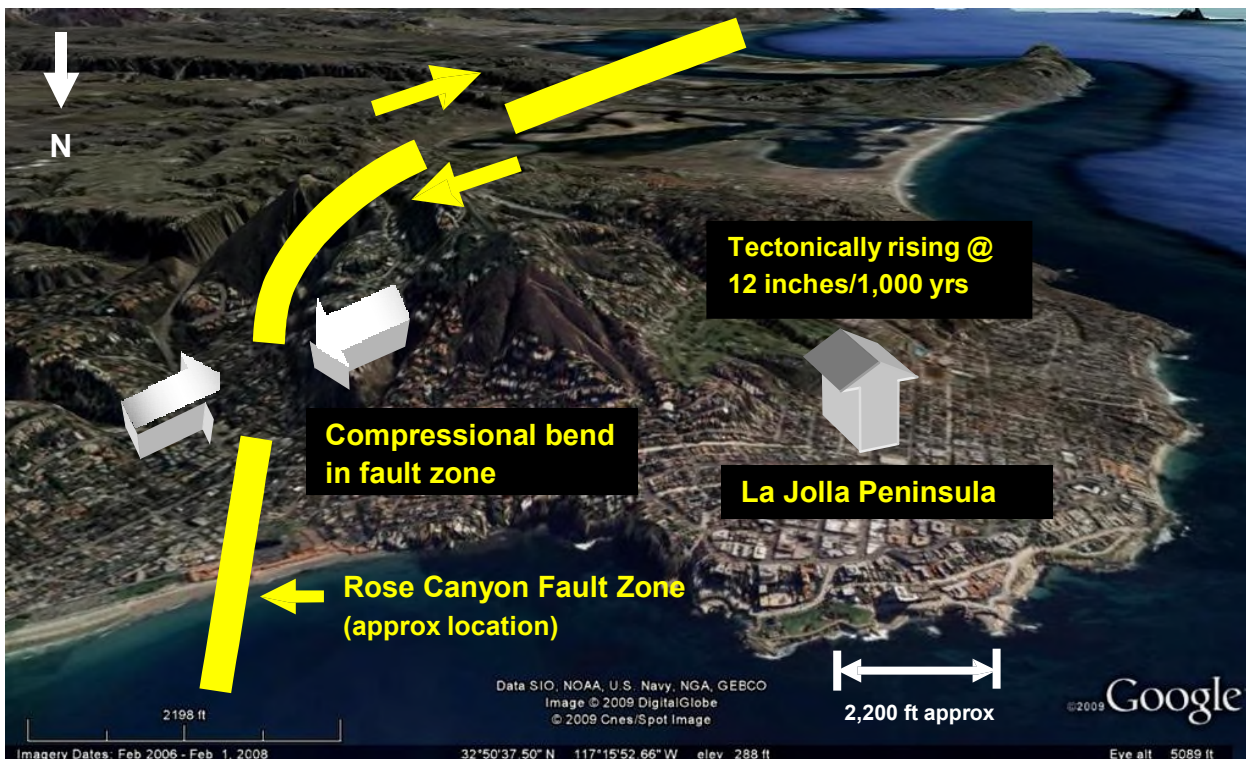 N
Tectonically rising @
12 inches/1,000 yrs
Compressional bend
in fault zone
La Jolla Peninsula
Rose Canyon Fault Zone
(approx location)
2,200 ft approx
Data SIO, NOAA, U.S. Navy, NGA, GEBCO
Image © 2009 DigitalGlobe
© 2009 Cnes/Spot Image
©2009 Google
2198 ft
Imagery Dates: Feb 2006 - Feb 1, 2008
32°50'37.50" N 117°15'52.66" W elev 288 ft
Eye alt 5089 ft